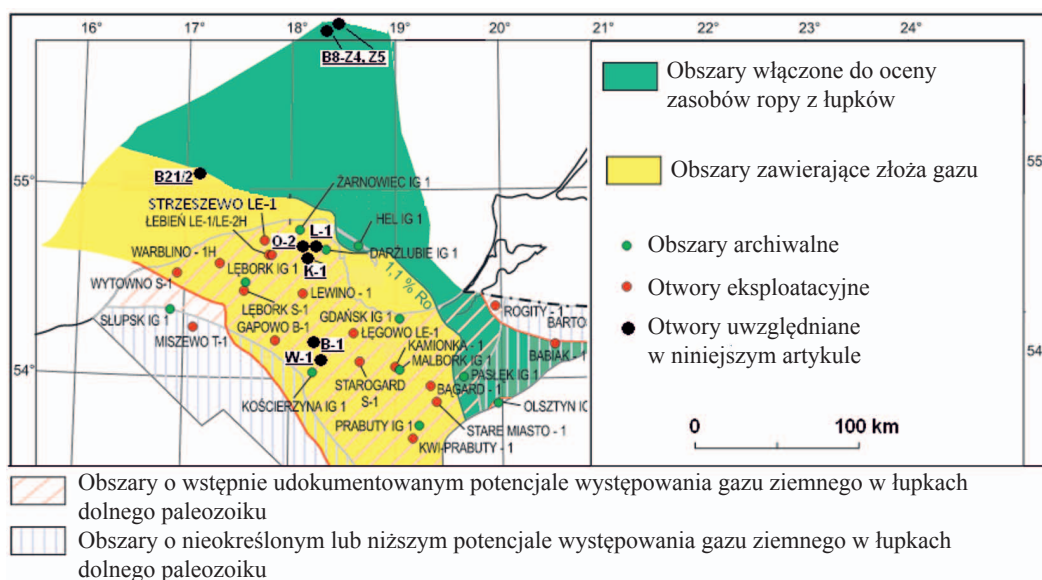 16° 17° 18° 19° 20° 21° 22° 23° 24°
B8-Z4, Z5
Obszary włączone do oceny
zasobów ropy z łupków
B21/2
55°
55
ŻARNOWIEC IG 1
Obszary zawierające złoża gazu
STRZESZEWO LE-1
ŁEBIEŃ LE-1/LE-2H
L-1
HEL IG 1
O-2
DARŻLUBIE IG 1
Obszary archiwalne
WARBLINO - 1H
LĘBORK IG 1
K-1
1,1 % Ro
WYTOWNO S-1
LEWINO - 1
Otwory eksploatacyjne
LĘBORK S-1
GDAŃSK IG 1
ROGITY - 1
SŁUPSK IG 1
GAPOWO B-1
ŁĘGOWO LE-1
BARTO
Otwory uwzględniane
w niniejszym artykule
MISZEWO T-1
B-1
KAMIONKA - 1
BABIAK - 1
54°
54
W-1
MALBORK IG 1
PASŁĘK IG 1
STAROGARD
S-1
BĄGARD - 1
KOŚCIERZYNA IG 1
OLSZTYN IG
PRABUTY IG 1
STARE MIASTO - 1
KWI-PRABUTY - 1
0 100 km
Obszary o wstępnie udokumentowanym potencjale występowania gazu ziemnego w łupkach
dolnego paleozoiku
Obszary o nieokreślonym lub niższym potencjale występowania gazu ziemnego w łupkach
dolnego paleozoiku